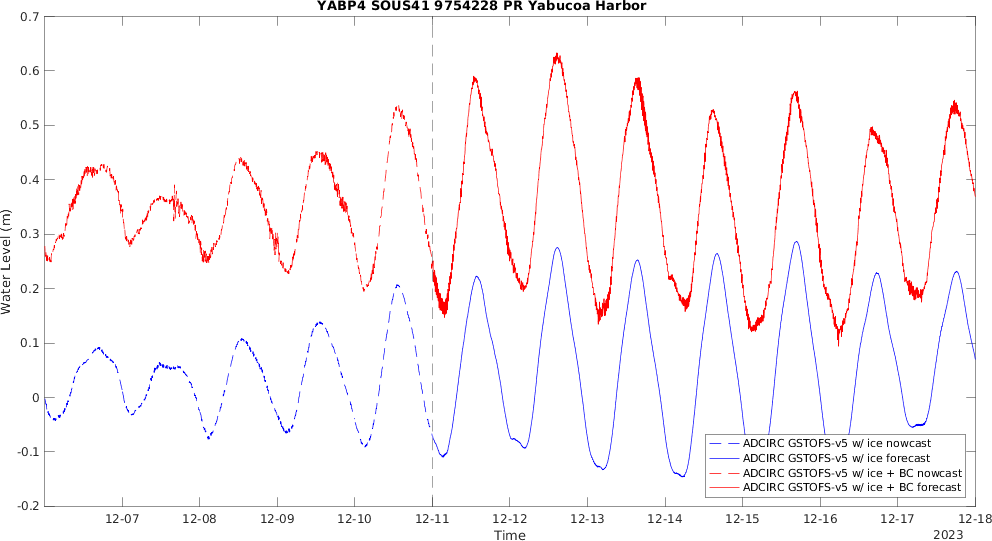 YABP4 SOUS41 9754228 PR Yabucoa Harbor
Water Level (m)
0.7
0.6
0.5
0.4
0.3
0.2
0.1
0
-0.1
-0.2
ADCIRC GSTOFS-v5 w/ ice nowcast
ADCIRC GSTOFS-v5 w/ ice forecast
ADCIRC GSTOFS-v5 w/ ice + BC nowcast
ADCIRC GSTOFS-v5 w/ ice + BC forecast
12-07 12-08 12-09 12-10 12-11 12-12 12-13 12-14 12-15 12-16 12-17 12-18
Time
2023